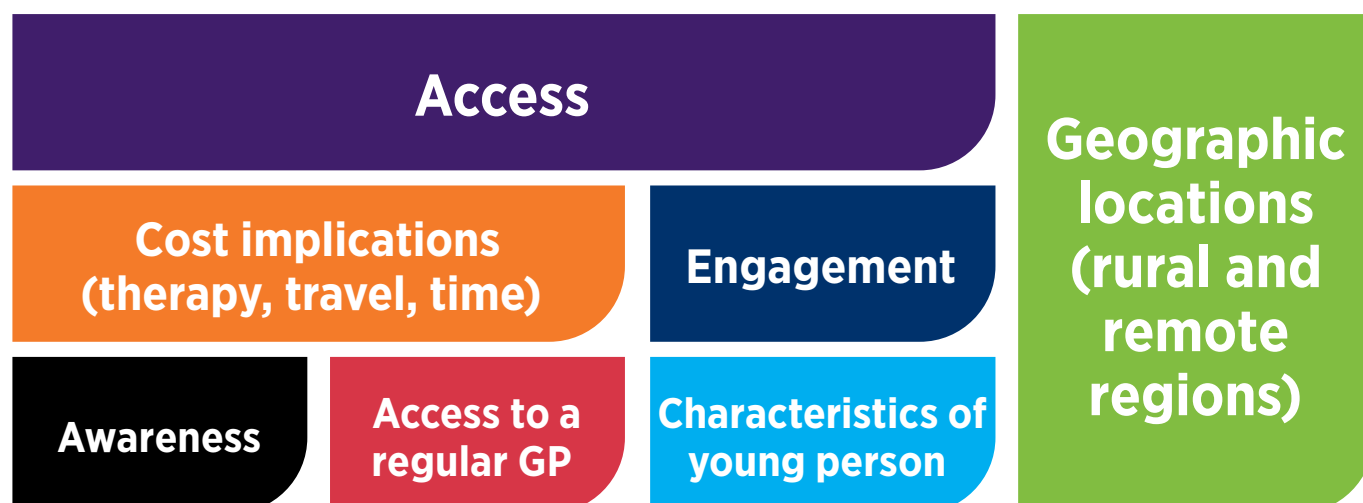 Access
Cost implications
(therapy, travel, time)
Engagement
Awareness
Access to a
regular GP
Characteristics of
young person
Geographic
locations
(rural and
remote
regions)